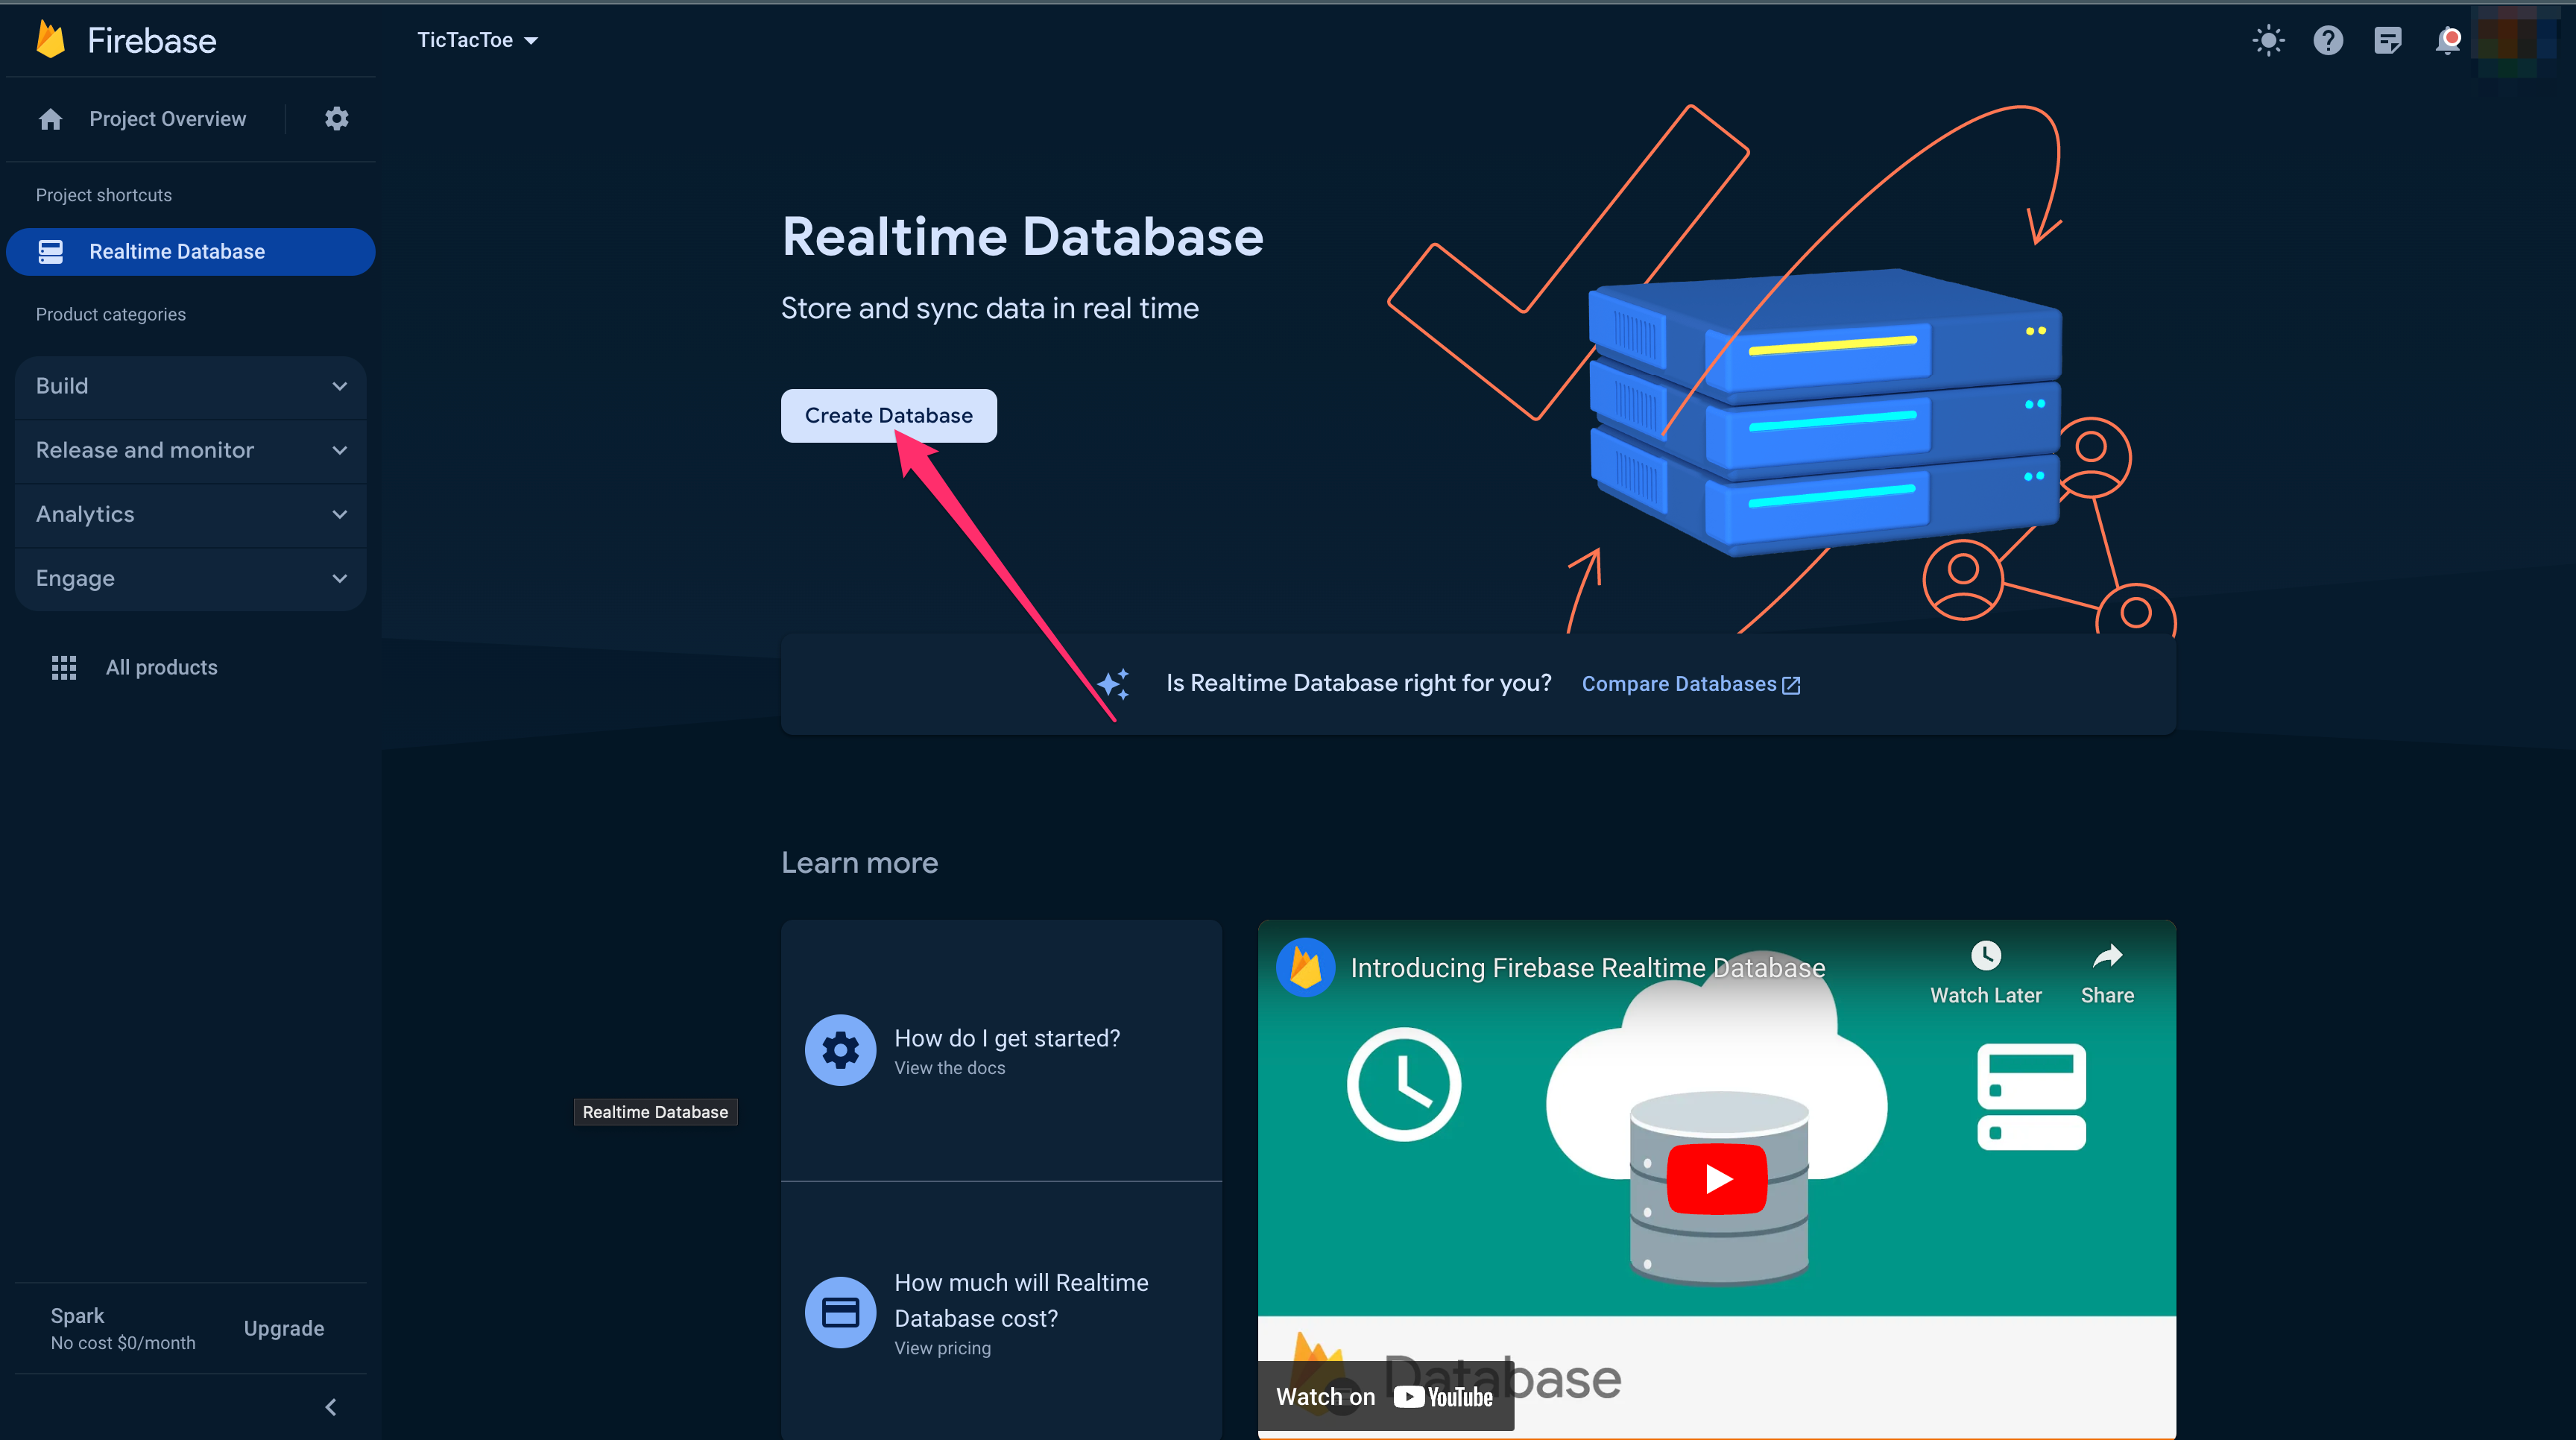 Firebase
TicTacToe
Project Overview
Project shortcuts
Realtime Database
Product categories
Build
Release and monitor
Analytics
Engage
All products
Spark
No cost $0/month
Upgrade
Realtime Database
Store and sync data in real time
Create Database
Is Realtime Database right for you? Compare Databases
Learn more
How do I get started?
View the docs
Realtime Database
How much will Realtime
Database cost?
View pricing
Introducing Firebase Realtime Database
Watch Later
Share
Database
Watch on YouTube